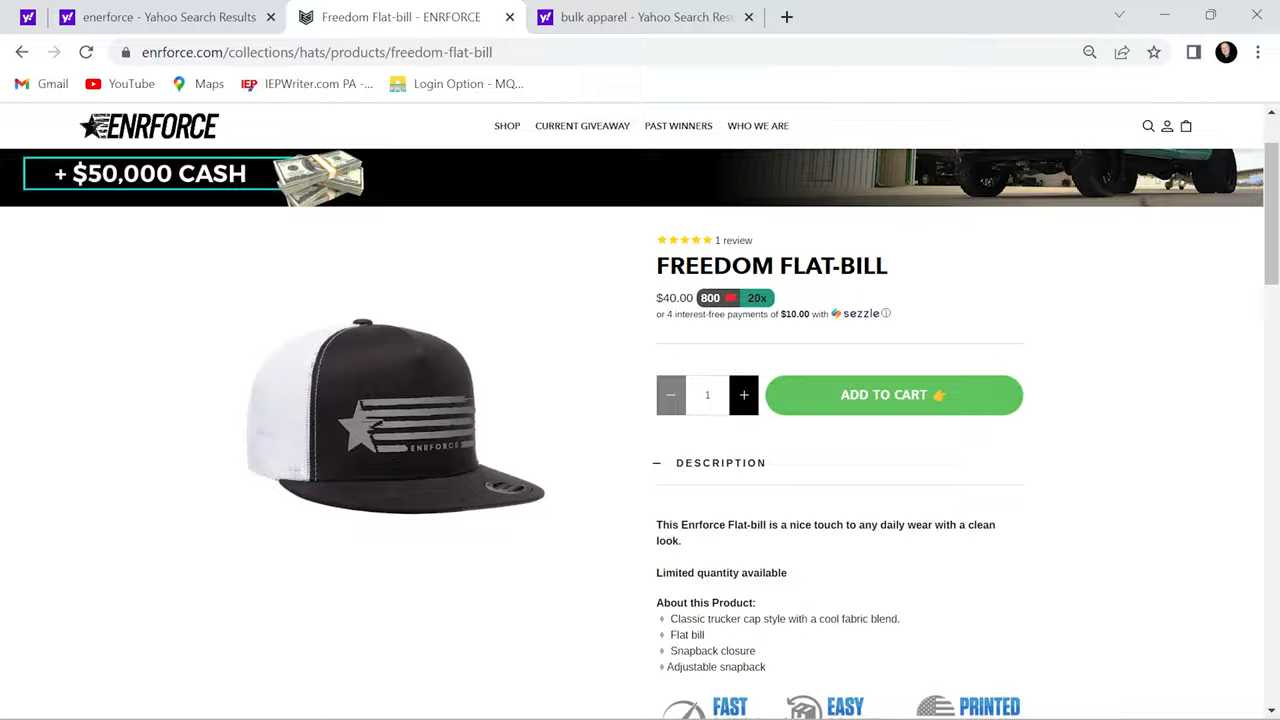 enerforce - Yahoo Search Results
Freedom Flat-bill - ENRFORCE
bulk apparel - Yahoo Search Res
enrforce.com/collections/hats/products/freedom-flat-bill
Gmail
YouTube
Maps
IEP IEPWriter.com PA -...
Login Option - MQ...
ENRFORCE
SHOP
CURRENT GIVEAWAY
PAST WINNERS
WHO WE ARE
+ $50,000 CASH
1 review
FREEDOM FLAT-BILL
$40.00 800 20x
or 4 interest-free payments of $10.00 with sezzle
ENRFORCE
− 1 +
ADD TO CART
DESCRIPTION
This Enrforce Flat-bill is a nice touch to any daily wear with a clean
look.
Limited quantity available
About this Product:
Classic trucker cap style with a cool fabric blend.
Flat bill
Snapback closure
Adjustable snapback
FAST
EASY
PRINTED